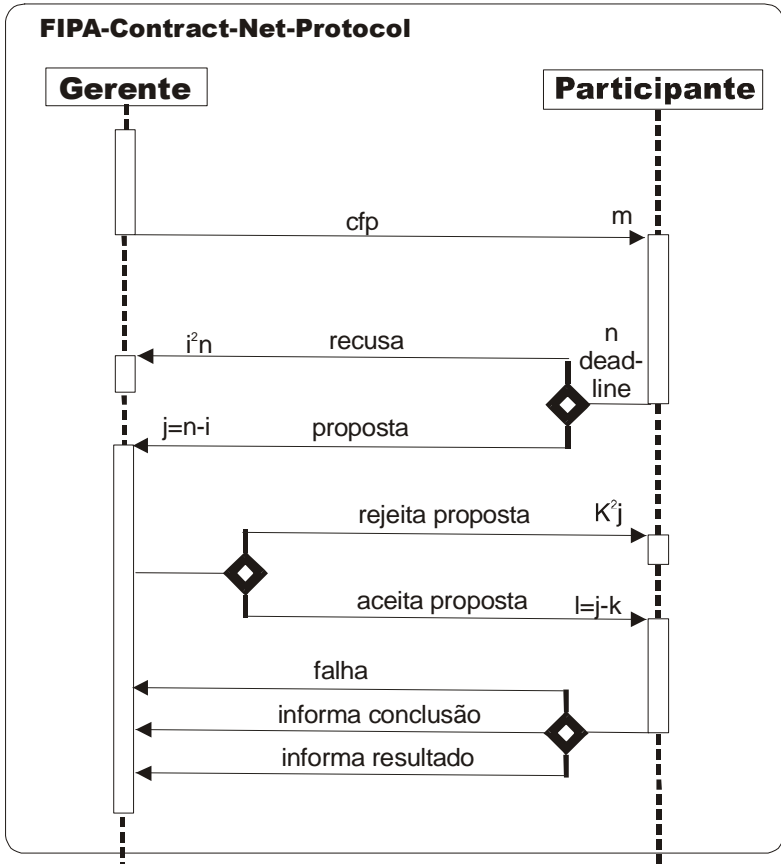 FIPA-Contract-Net-Protocol
Gerente
Participante
cfp
m
i²n
recusa
n
dead-
line
j=n-i
proposta
rejeita proposta
K²j
aceita proposta
l=j-k
falha
informa conclusão
informa resultado